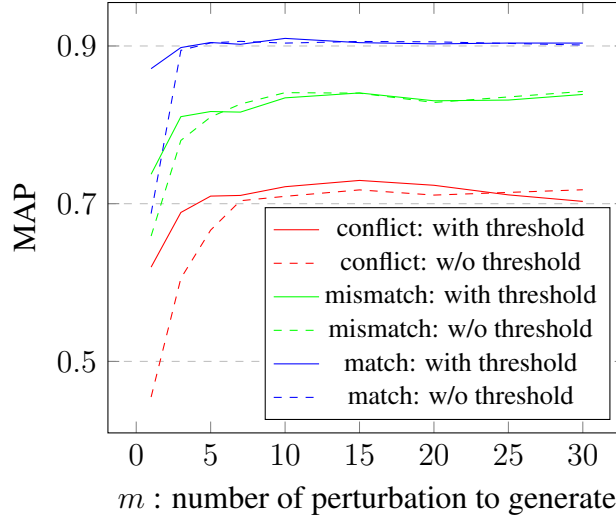 0.9
0.7
0.5
MAP
conflict: with threshold
conflict: w/o threshold
mismatch: with threshold
mismatch: w/o threshold
match: with threshold
match: w/o threshold
0 5 10 15 20 25 30
m : number of perturbation to generate